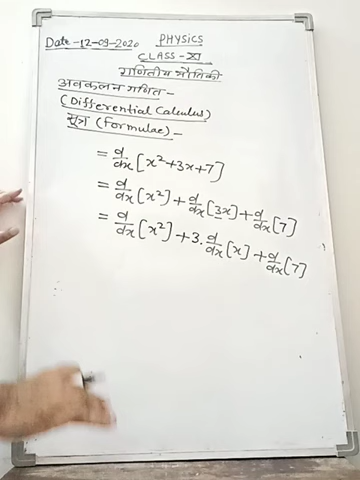 Date-12-09-2020 PHYSICS
CLASS-XI
गणितीय भौतिकी
अवकलन गणित-
(Differential Calculus)
सूत्र (Formulae)-
= d/dx [x²+3x+7]
= d/dx [x²] + d/dx [3x] + d/dx [7]
= d/dx [x²] + 3. d/dx [x] + d/dx [7]